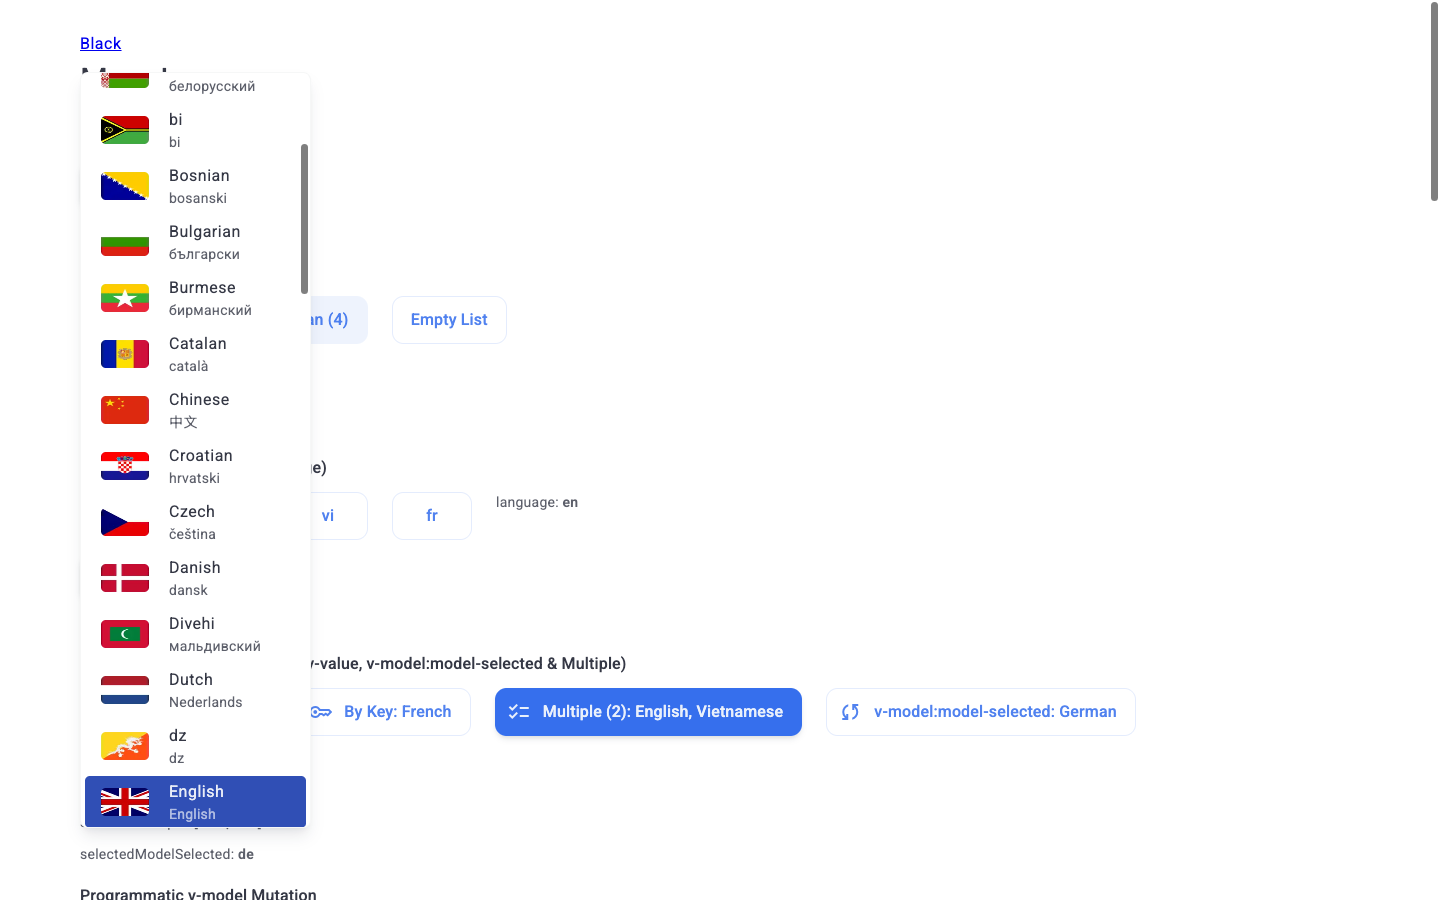 Black
белорусский
bi
bi
Bosnian
bosanski
Bulgarian
български
Burmese
бирманский
an (4)
Empty List
Catalan
català
Chinese
中文
Croatian
hrvatski
Czech
čeština
vi
fr
language: en
Danish
dansk
Divehi
мальдивский
y-value, v-model:model-selected & Multiple)
Dutch
Nederlands
By Key: French
Multiple (2): English, Vietnamese
v-model:model-selected: German
dz
dz
English
English
selectedModelSelected: de
Programmatic v-model Mutation